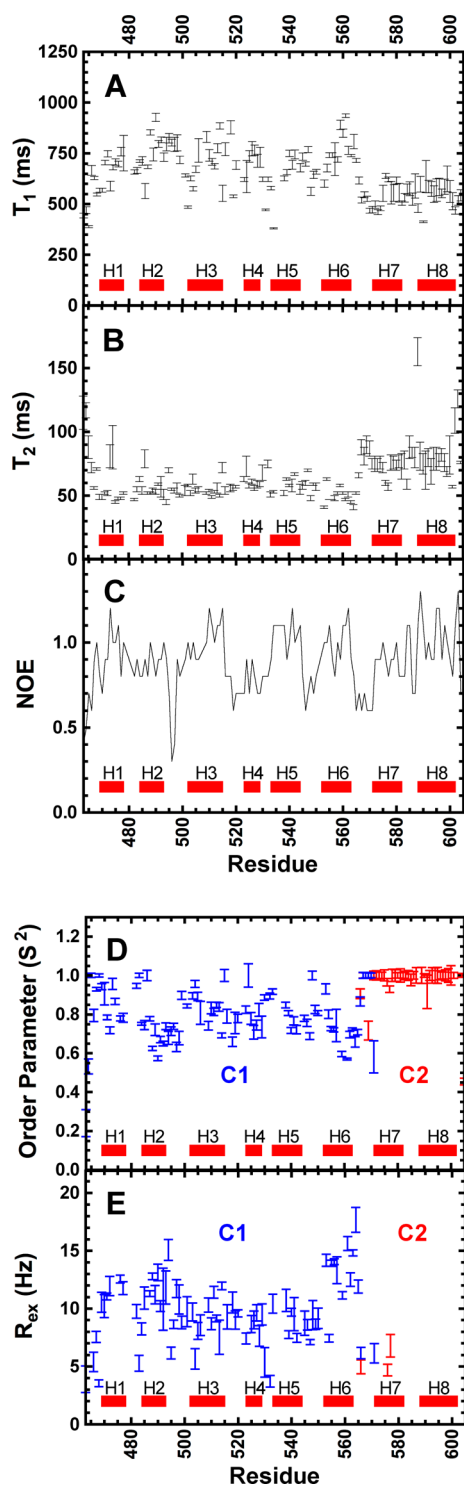 480 500 520 540 560 580 600
A
T1 (ms)
1250
1000
750
500
250
0
H1 H2 H3 H4 H5 H6 H7 H8
B
T2 (ms)
150
100
50
0
H1 H2 H3 H4 H5 H6 H7 H8
C
NOE
1.0
0.5
0.0
H1 H2 H3 H4 H5 H6 H7 H8
480 500 520 540 560 580 600
Residue
D
Order Parameter (S²)
1.2
1.0
0.8
0.6
0.4
0.2
0.0
C1 C2
H1 H2 H3 H4 H5 H6 H7 H8
E
Rex (Hz)
20
15
10
5
0
C1 C2
H1 H2 H3 H4 H5 H6 H7 H8
480 500 520 540 560 580 600
Residue